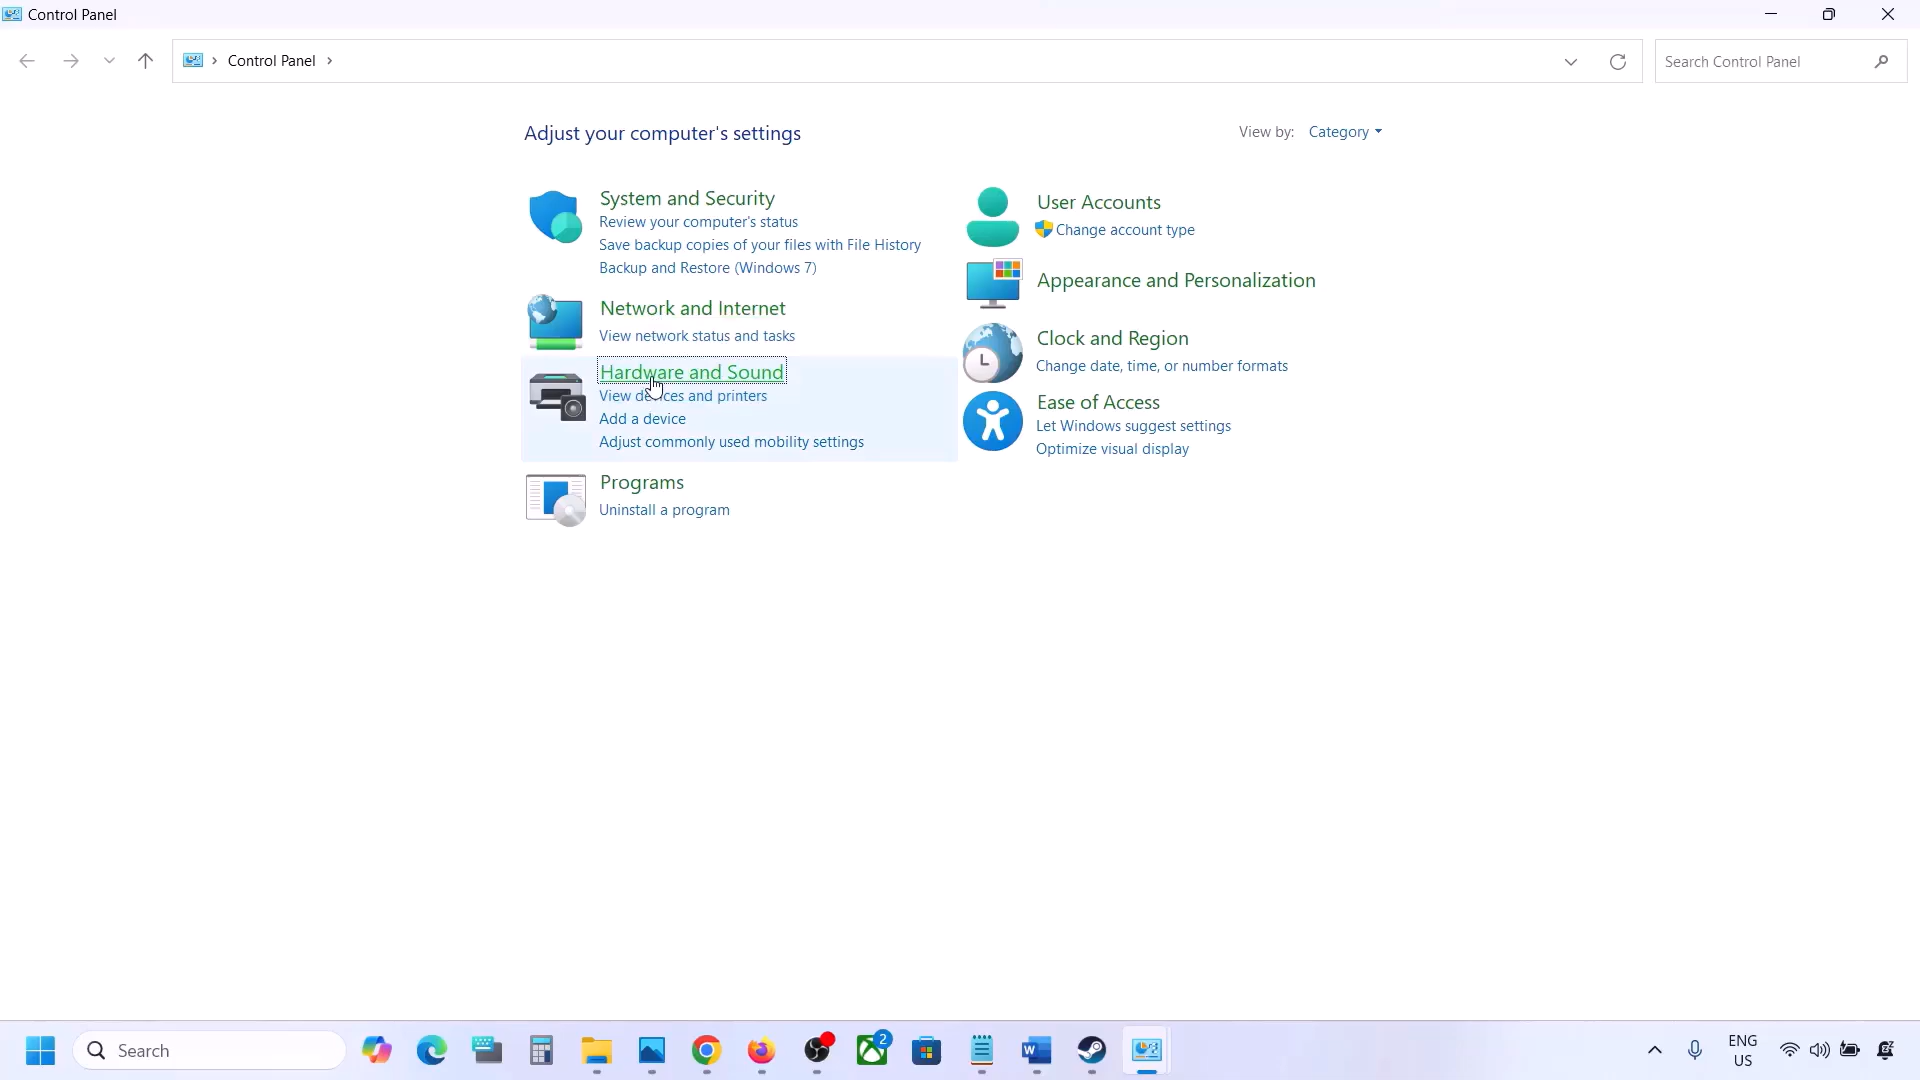 Control Panel
Control Panel
Search Control Panel
Adjust your computer's settings
View by: Category
System and Security
Review your computer's status
Save backup copies of your files with File History
Backup and Restore (Windows 7)
Network and Internet
View network status and tasks
Hardware and Sound
View devices and printers
Add a device
Adjust commonly used mobility settings
Programs
Uninstall a program
User Accounts
Change account type
Appearance and Personalization
Clock and Region
Change date, time, or number formats
Ease of Access
Let Windows suggest settings
Optimize visual display
Search
2
ENG
US